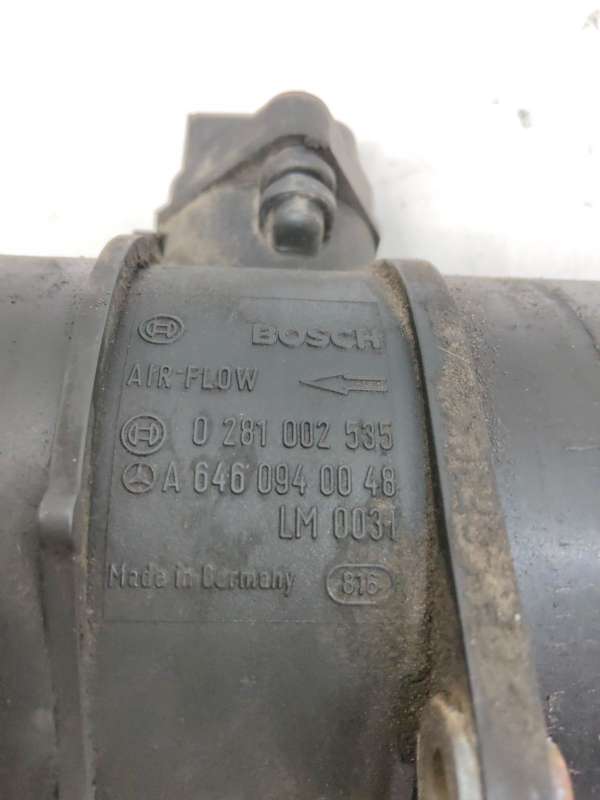 BOSCH
AIR-FLOW
0 281 002 535
A 646 094 00 48
LM 0031
Made in Germany 816